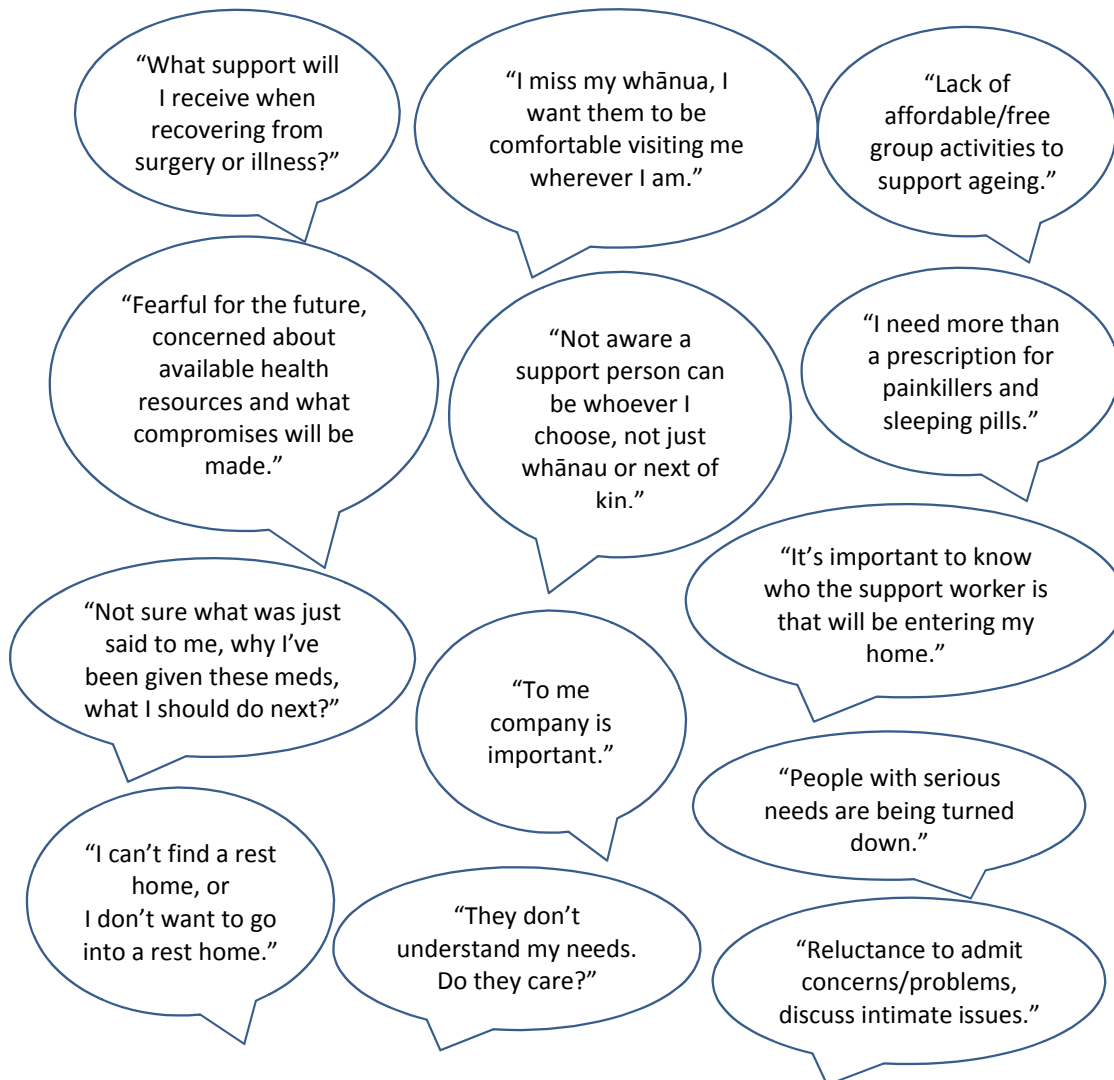 “What support will
I receive when
recovering from
surgery or illness?”
“I miss my whānua, I
want them to be
comfortable visiting me
wherever I am.”
“Lack of
affordable/free
group activities to
support ageing.”
“Fearful for the future,
concerned about
available health
resources and what
compromises will be
made.”
“Not aware a
support person can
be whoever I
choose, not just
whānau or next of
kin.”
“I need more than
a prescription for
painkillers and
sleeping pills.”
“It’s important to know
who the support worker is
that will be entering my
home.”
“Not sure what was just
said to me, why I’ve
been given these meds,
what I should do next?”
“To me
company is
important.”
“People with serious
needs are being turned
down.”
“I can’t find a rest
home, or
I don’t want to go
into a rest home.”
“They don’t
understand my needs.
Do they care?”
“Reluctance to admit
concerns/problems,
discuss intimate issues.”